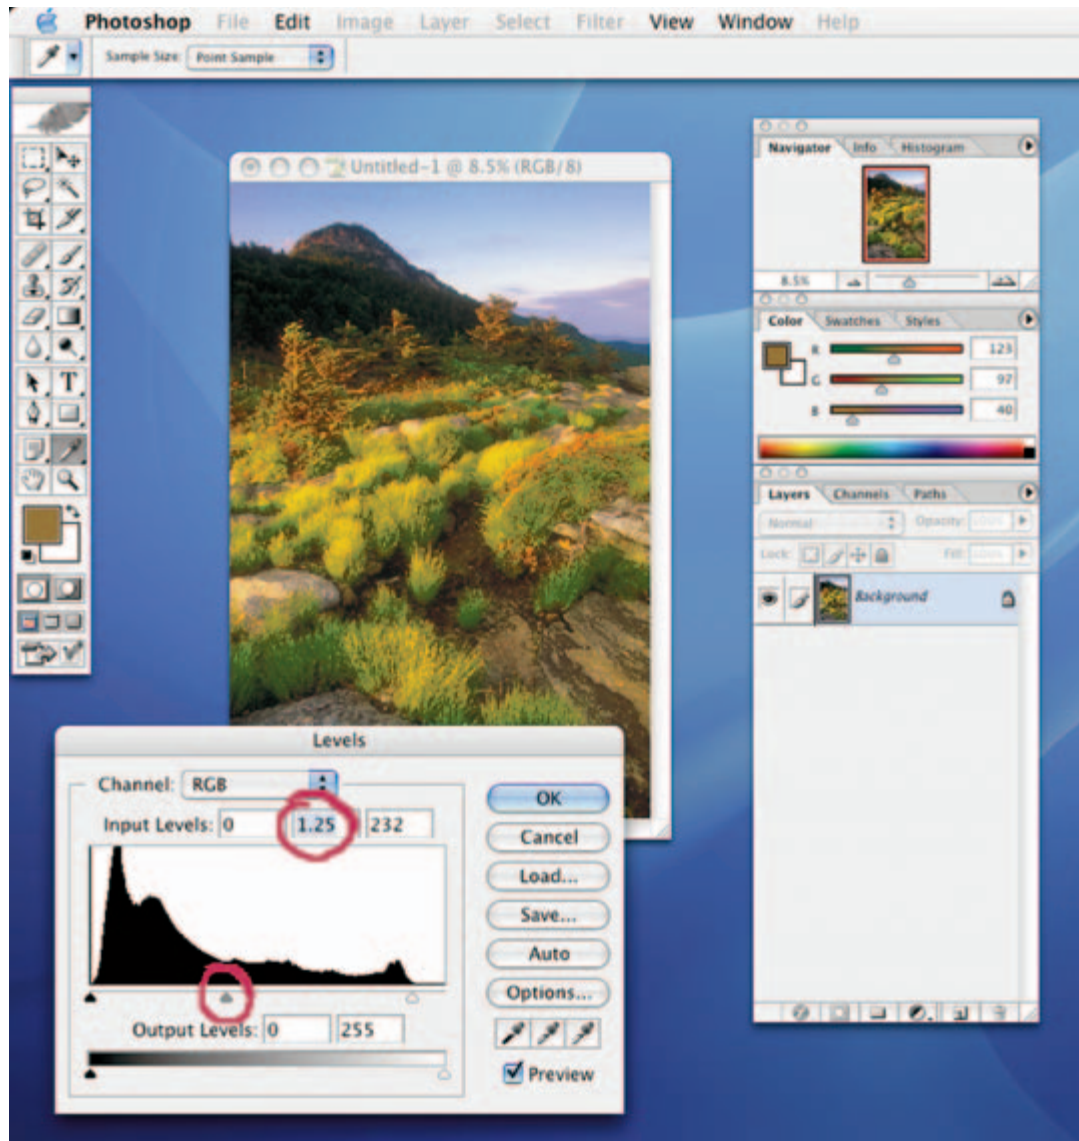 Photoshop File Edit Image Layer Select Filter View Window Help
Sample Size: Point Sample
Untitled-1 @ 8.5% (RGB/8)
Navigator Info Histogram
8.5%
Color Swatches Styles
R 123
G 97
B 40
Layers Channels Paths
Normal Opacity: 100%
Lock: Fill: 100%
Background
T
Levels
Channel: RGB
Input Levels: 0 1.25 232
Output Levels: 0 255
OK
Cancel
Load...
Save...
Auto
Options...
Preview